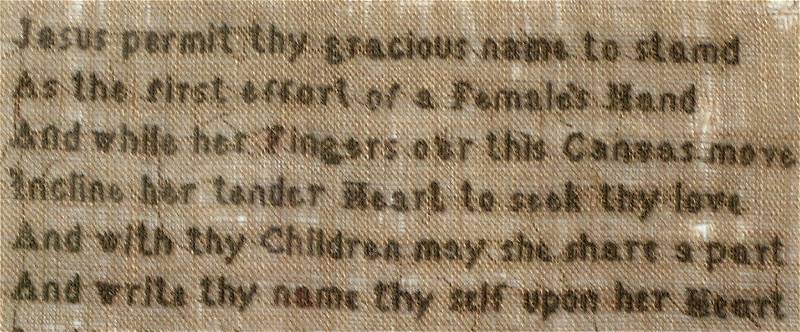 Jesus permit thy gracious name to stand
As the first effort of a Female's Hand
And while her Fingers o'er this Canvas move
Incline her tender Heart to seek thy love
And with thy Children may she share a part
And write thy name thy self upon her Heart